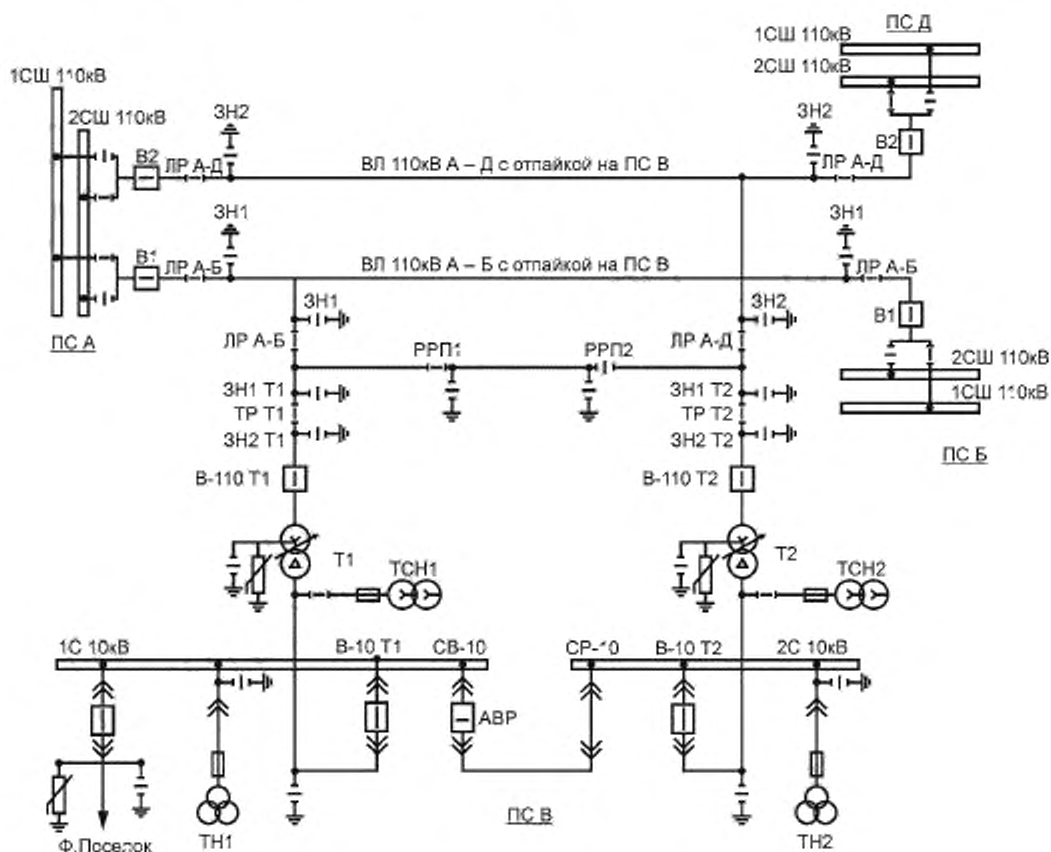 ПС Д
1СШ 110кВ
2СШ 110кВ
1СШ 110кВ
2СШ 110кВ
ЗН2
ЗН2
В2
ЛР А-Д
ВЛ 110кВ А – Д с отпайкой на ПС В
В2
ЛР А-Д
ЗН1
ЗН1
В1
ЛР А-Б
ВЛ 110кВ А – Б с отпайкой на ПС В
ЛР А-Б
ПС А
ЗН1
ЗН2
В1
ЛР А-Б
РРП1
РРП2
ЛР А-Д
2СШ 110кВ
1СШ 110кВ
ПС Б
ЗН1 Т1
ТР Т1
ЗН2 Т1
ЗН1 Т2
ТР Т2
ЗН2 Т2
В-110 Т1
В-110 Т2
Т1
ТСН1
Т2
ТСН2
1С 10кВ
В-10 Т1
СВ-10
СР-10
В-10 Т2
2С 10кВ
АВР
ПС В
Ф.Поселок
ТН1
ТН2